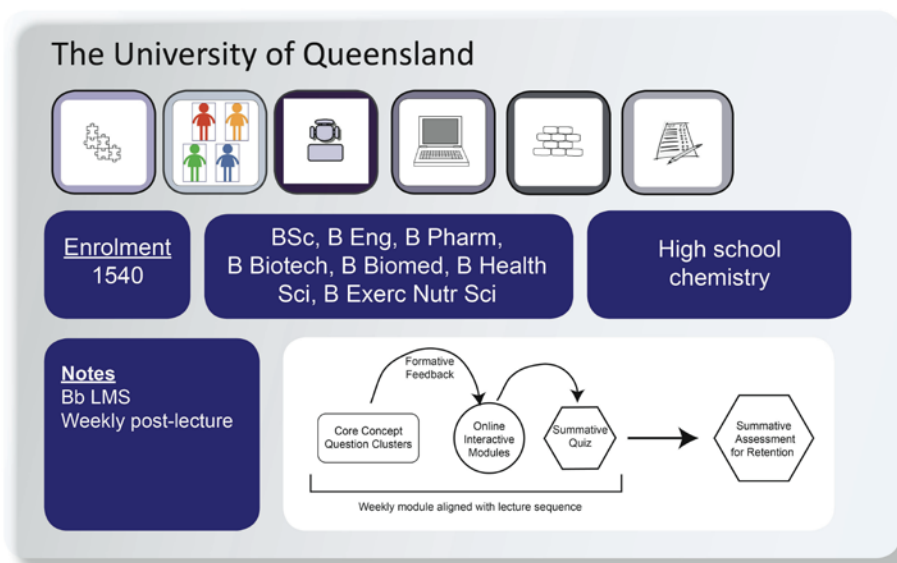 The University of Queensland
Enrolment
1540
BSc, B Eng, B Pharm,
B Biotech, B Biomed, B Health
Sci, B Exerc Nutr Sci
High school
chemistry
Notes
Bb LMS
Weekly post-lecture
Formative
Feedback
Core Concept
Question Clusters
Online
Interactive
Modules
Summative
Quiz
Summative
Assessment
for Retention
Weekly module aligned with lecture sequence